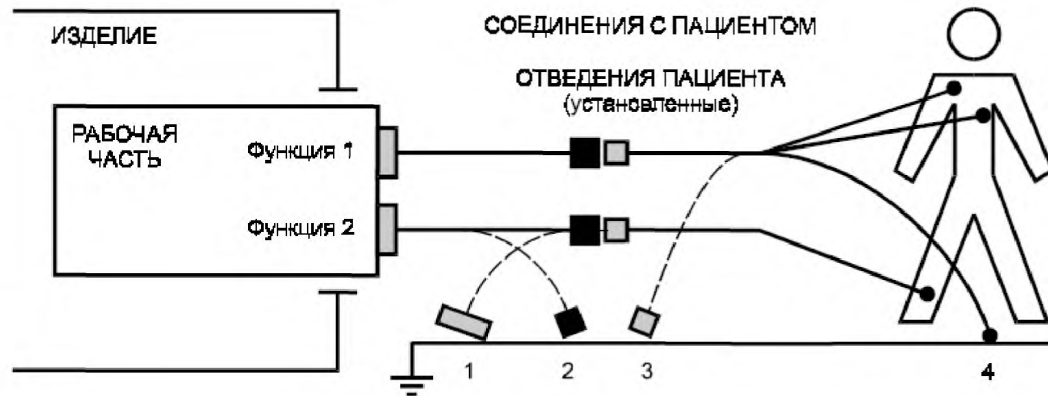 ИЗДЕЛИЕ
СОЕДИНЕНИЯ С ПАЦИЕНТОМ
ОТВЕДЕНИЯ ПАЦИЕНТА
(установленные)
РАБОЧАЯ
ЧАСТЬ
Функция 1
Функция 2
1 2 3 4